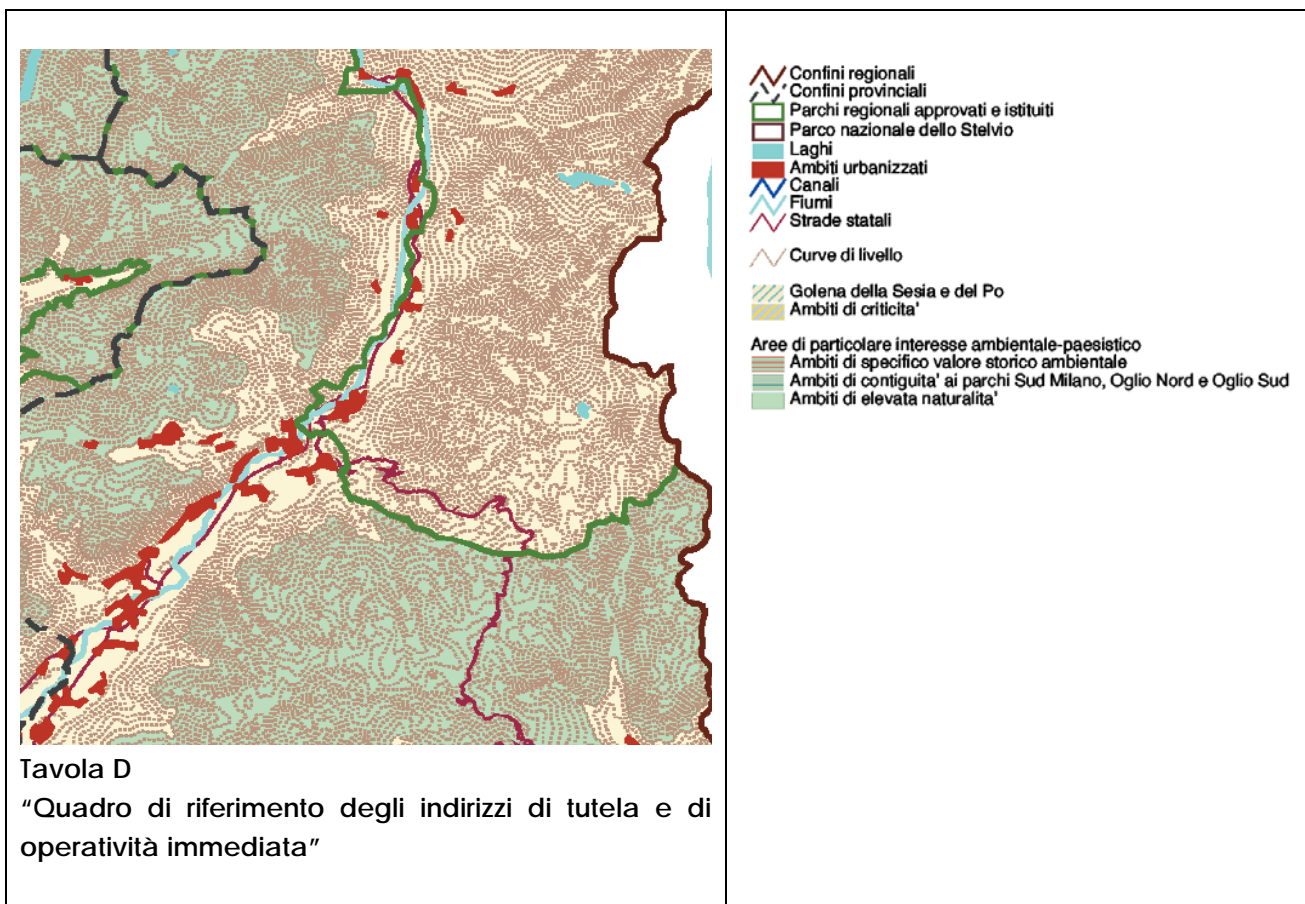 Tavola D
“Quadro di riferimento degli indirizzi di tutela e di
operatività immediata”
Confini regionali
Confini provinciali
Parchi regionali approvati e istituiti
Parco nazionale dello Stelvio
Laghi
Ambiti urbanizzati
Canali
Fiumi
Strade statali
Curve di livello
Golena della Sesia e del Po
Ambiti di criticita'
Aree di particolare interesse ambientale-paesistico
Ambiti di specifico valore storico ambientale
Ambiti di contiguita' ai parchi Sud Milano, Oglio Nord e Oglio Sud
Ambiti di elevata naturalita'